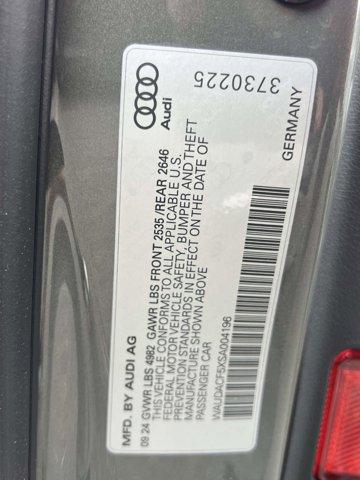 3730225
Audi
GERMANY
MFD. BY AUDI AG
09.24 GVWR LBS 4982 GAWR LBS FRONT 2535/REAR 2646
THIS VEHICLE CONFORMS TO ALL APPLICABLE U.S.
FEDERAL MOTOR VEHICLE SAFETY, BUMPER AND THEFT
STANDARDS IN EFFECT ON THE DATE OF
MANUFACTURE SHOWN ABOVE
PASSENGER CAR
WAUDACF5XSA004196